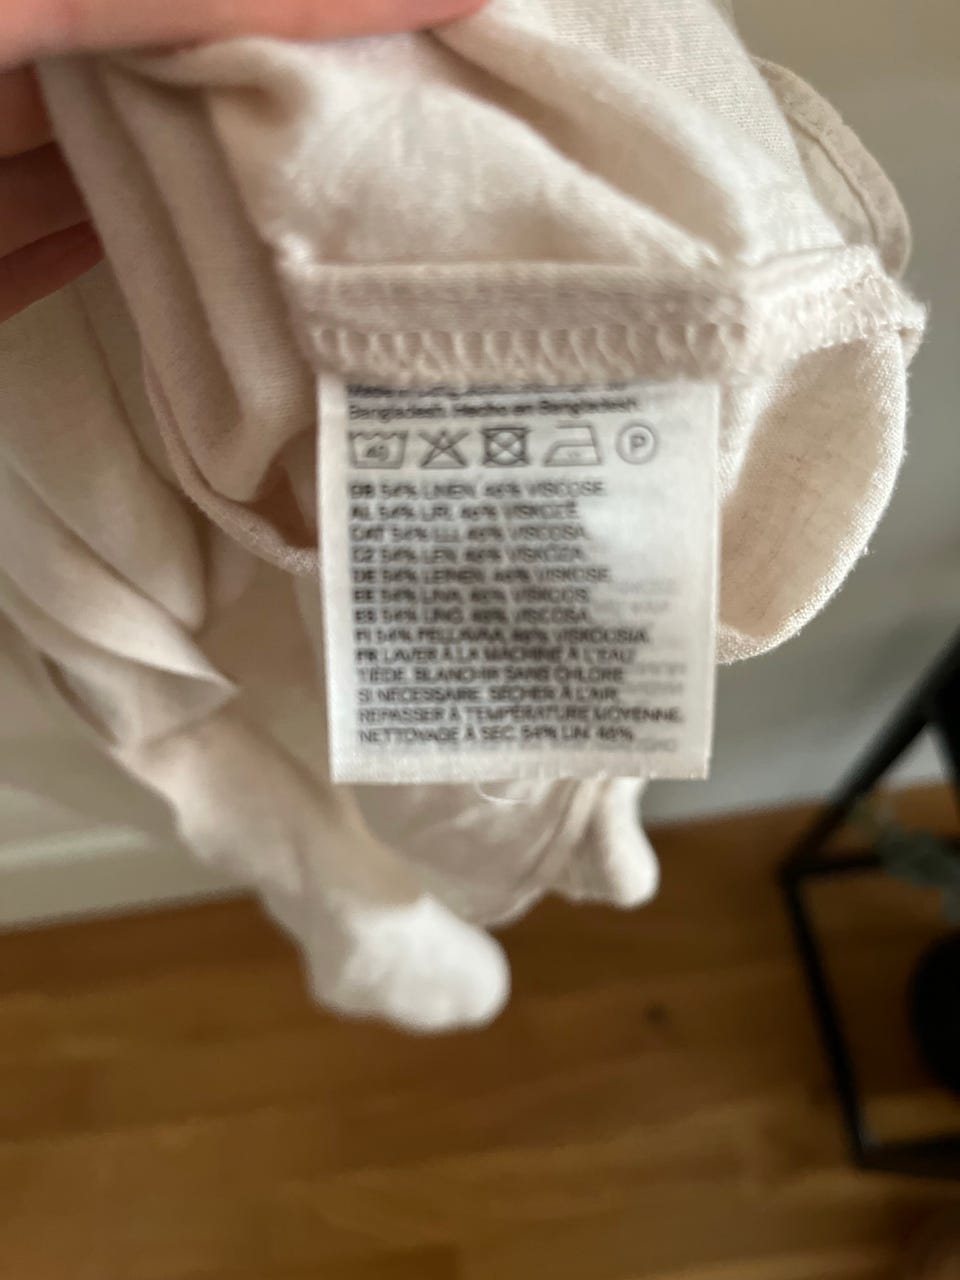 Bangladesh. Hecho en Bangladesh.
40 P
GB 54% LINEN, 46% VISCOSE.
AL 54% LIRI, 46% VISKOZË.
CAT 54% LLI, 46% VISCOSA.
CZ 54% LEN, 46% VISKÓZA.
DE 54% LEINEN, 46% VISKOSE.
EE 54% LINA, 46% VISKOOS.
ES 54% LINO, 46% VISCOSA.
FI 54% PELLAVAA, 46% VISKOOSIA.
FR LAVER À LA MACHINE À L'EAU
TIÈDE. BLANCHIR SANS CHLORE
SI NÉCESSAIRE. SÉCHER À L'AIR.
REPASSER À TEMPÉRATURE MOYENNE.
NETTOYAGE À SEC. 54% LIN, 46%